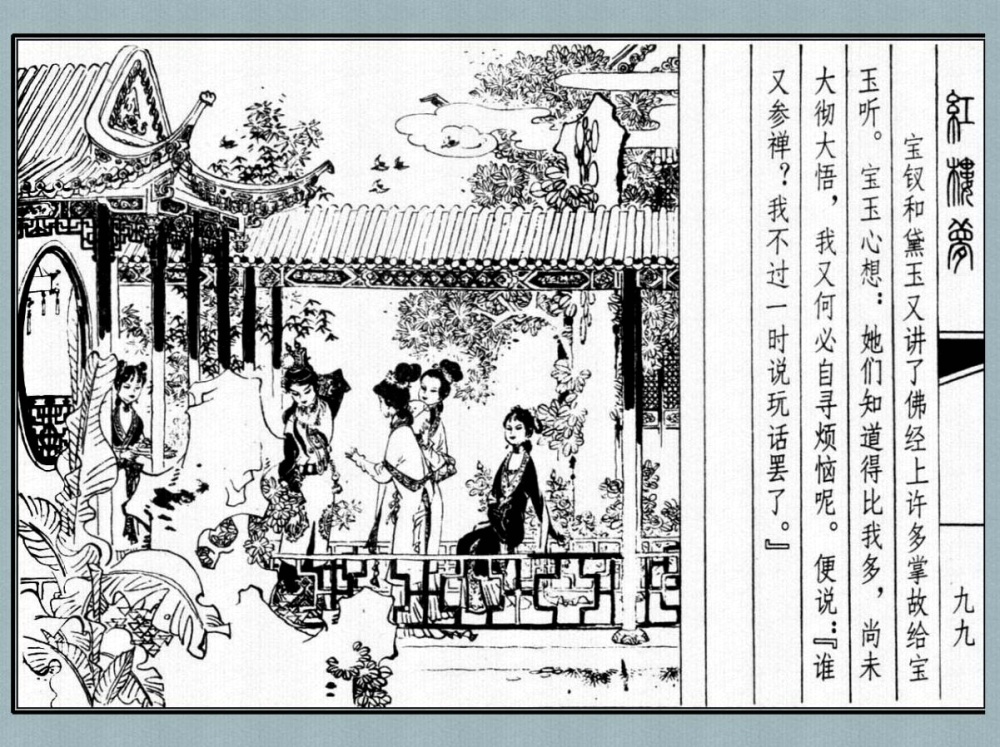 紅樓夢
九九
宝钗和黛玉又讲了佛经上许多掌故给宝
玉听。宝玉心想：她们知道得比我多，尚未
大彻大悟，我又何必自寻烦恼呢。便说：『谁
又参禅？我不过一时说玩话罢了。』